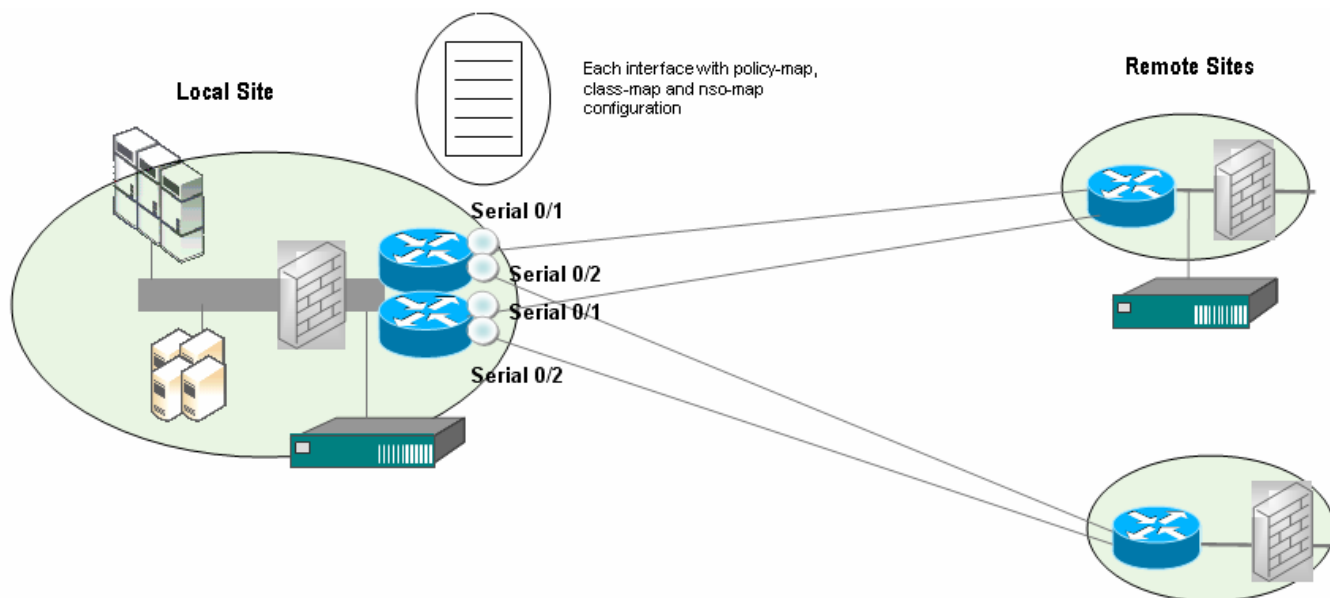 Each interface with policy-map,
class-map and nso-map
configuration
Remote Sites
Local Site
Serial 0/1
Serial 0/2
Serial 0/1
Serial 0/2